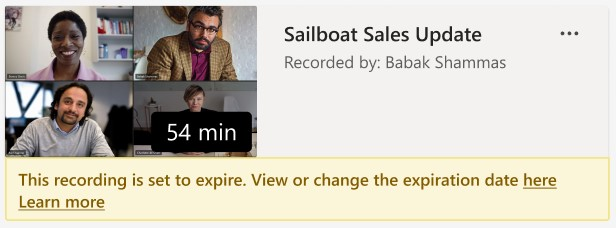 Sailboat Sales Update
Recorded by: Babak Shammas
54 min
This recording is set to expire. View or change the expiration date here
Learn more